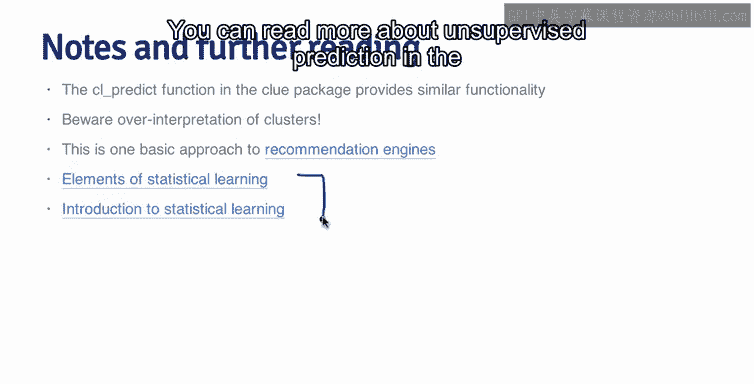 You can read more about unsupervised
prediction in the
Notes and further reading
The cl_predict function in the clue package provides similar functionality
Beware over-interpretation of clusters!
This is one basic approach to recommendation engines
Elements of statistical learning
Introduction to statistical learning